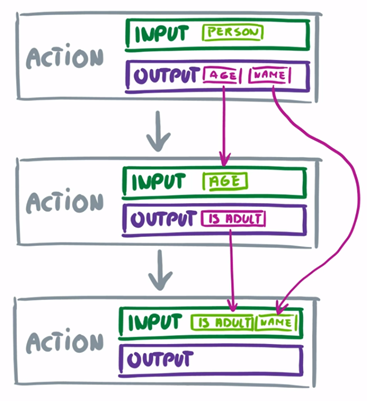 ACTION
INPUT PERSON
OUTPUT AGE NAME
ACTION
INPUT AGE
OUTPUT IS ADULT
ACTION
INPUT IS ADULT NAME
OUTPUT